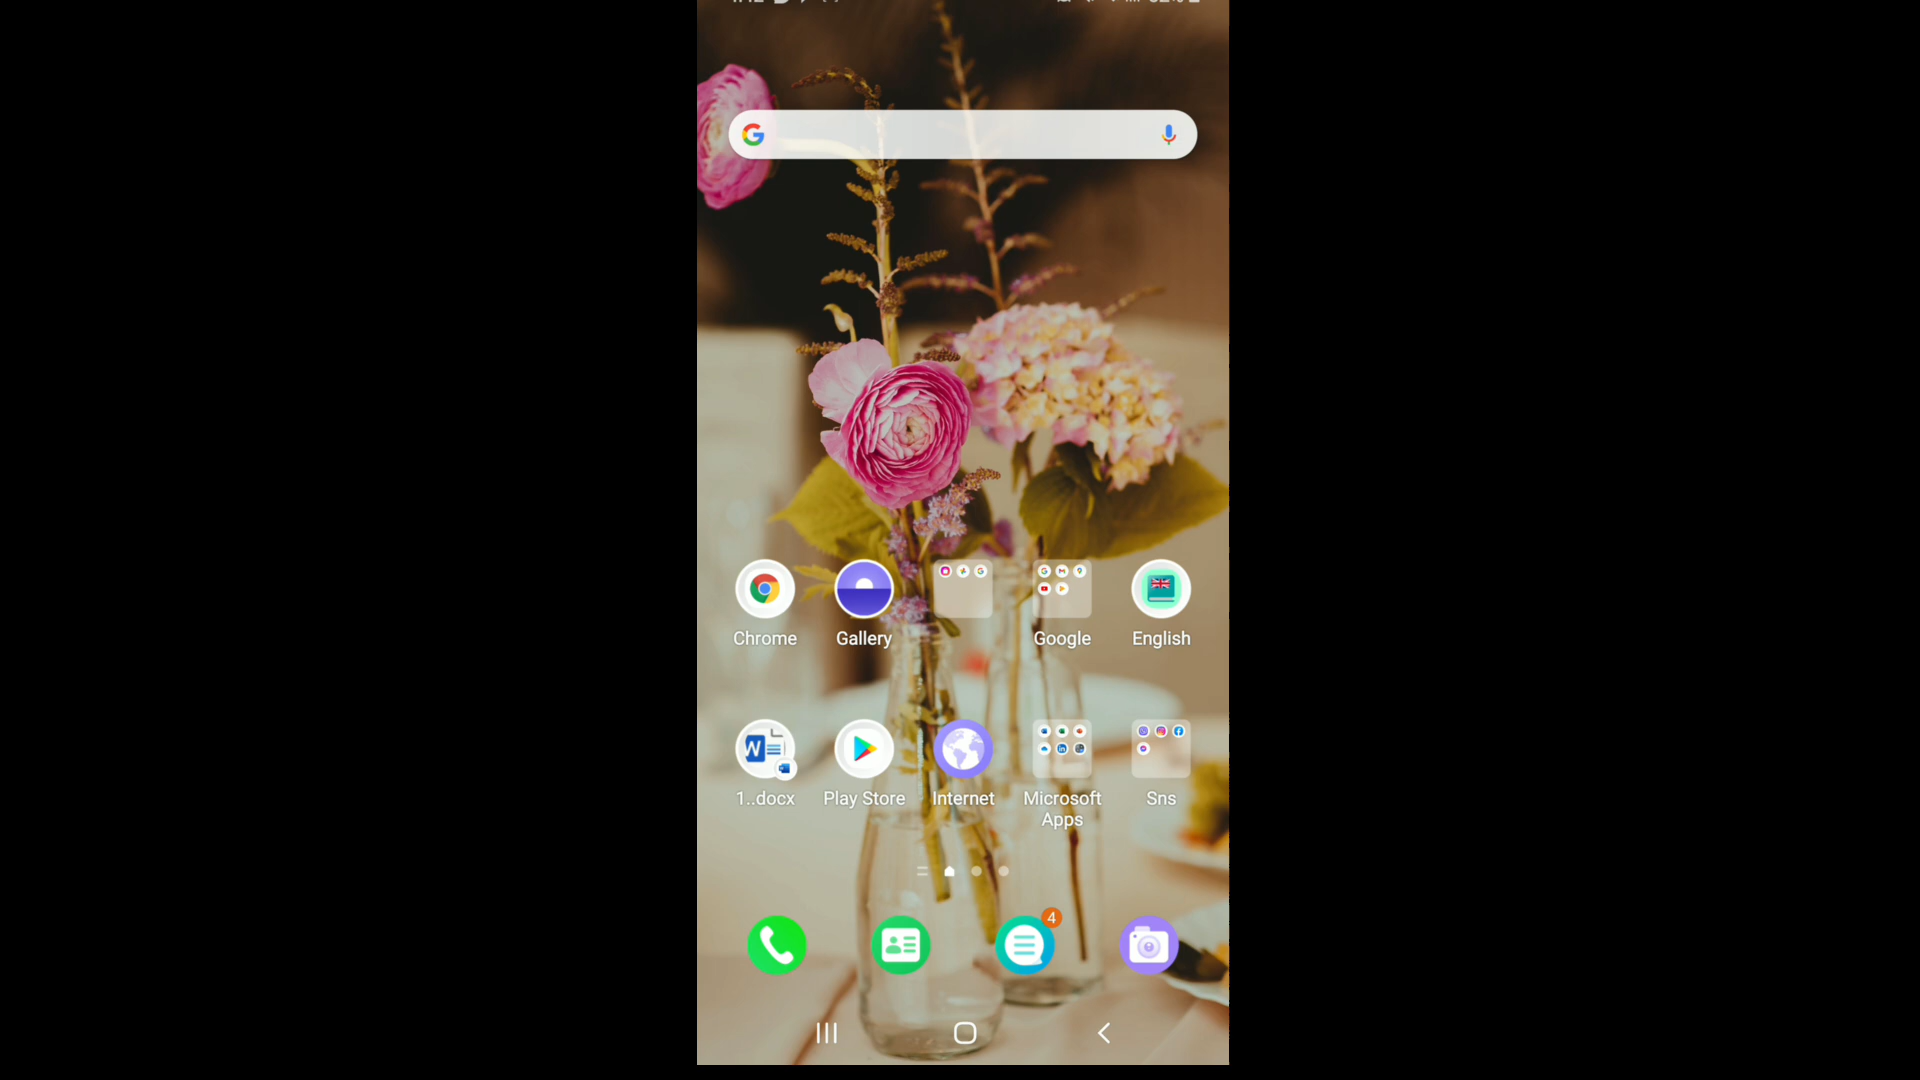 Chrome
Gallery
Google
English
1..docx
Play Store
Internet
Microsoft
Apps
Sns
4